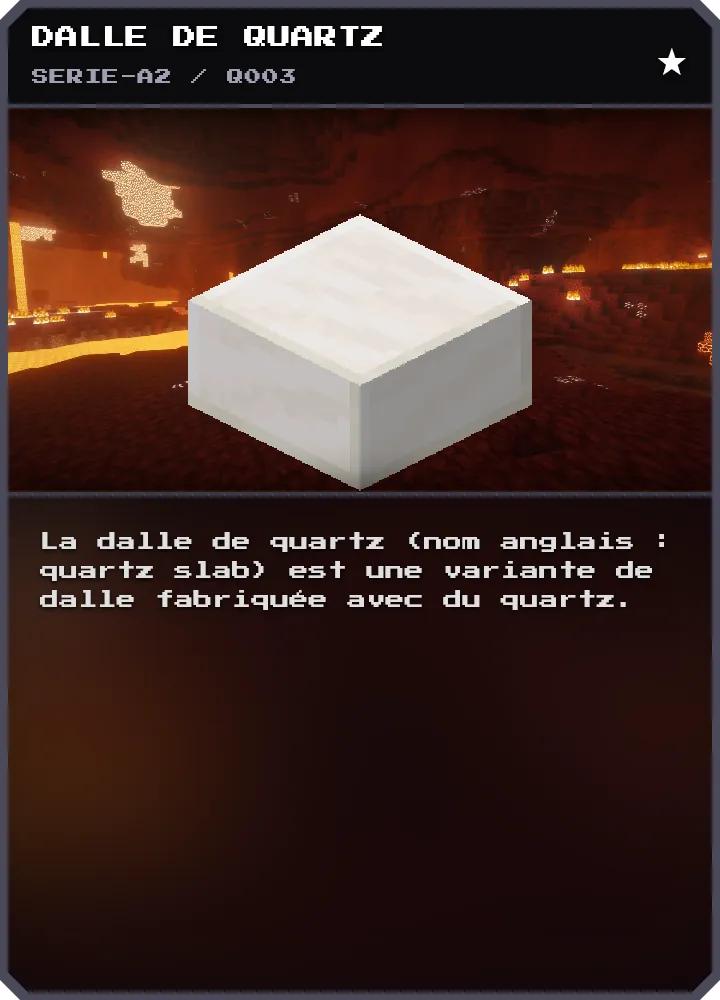 DALLE DE QUARTZ
SERIE-A2 / Q003
La dalle de quartz (nom anglais :
quartz slab) est une variante de
dalle fabriquée avec du quartz.